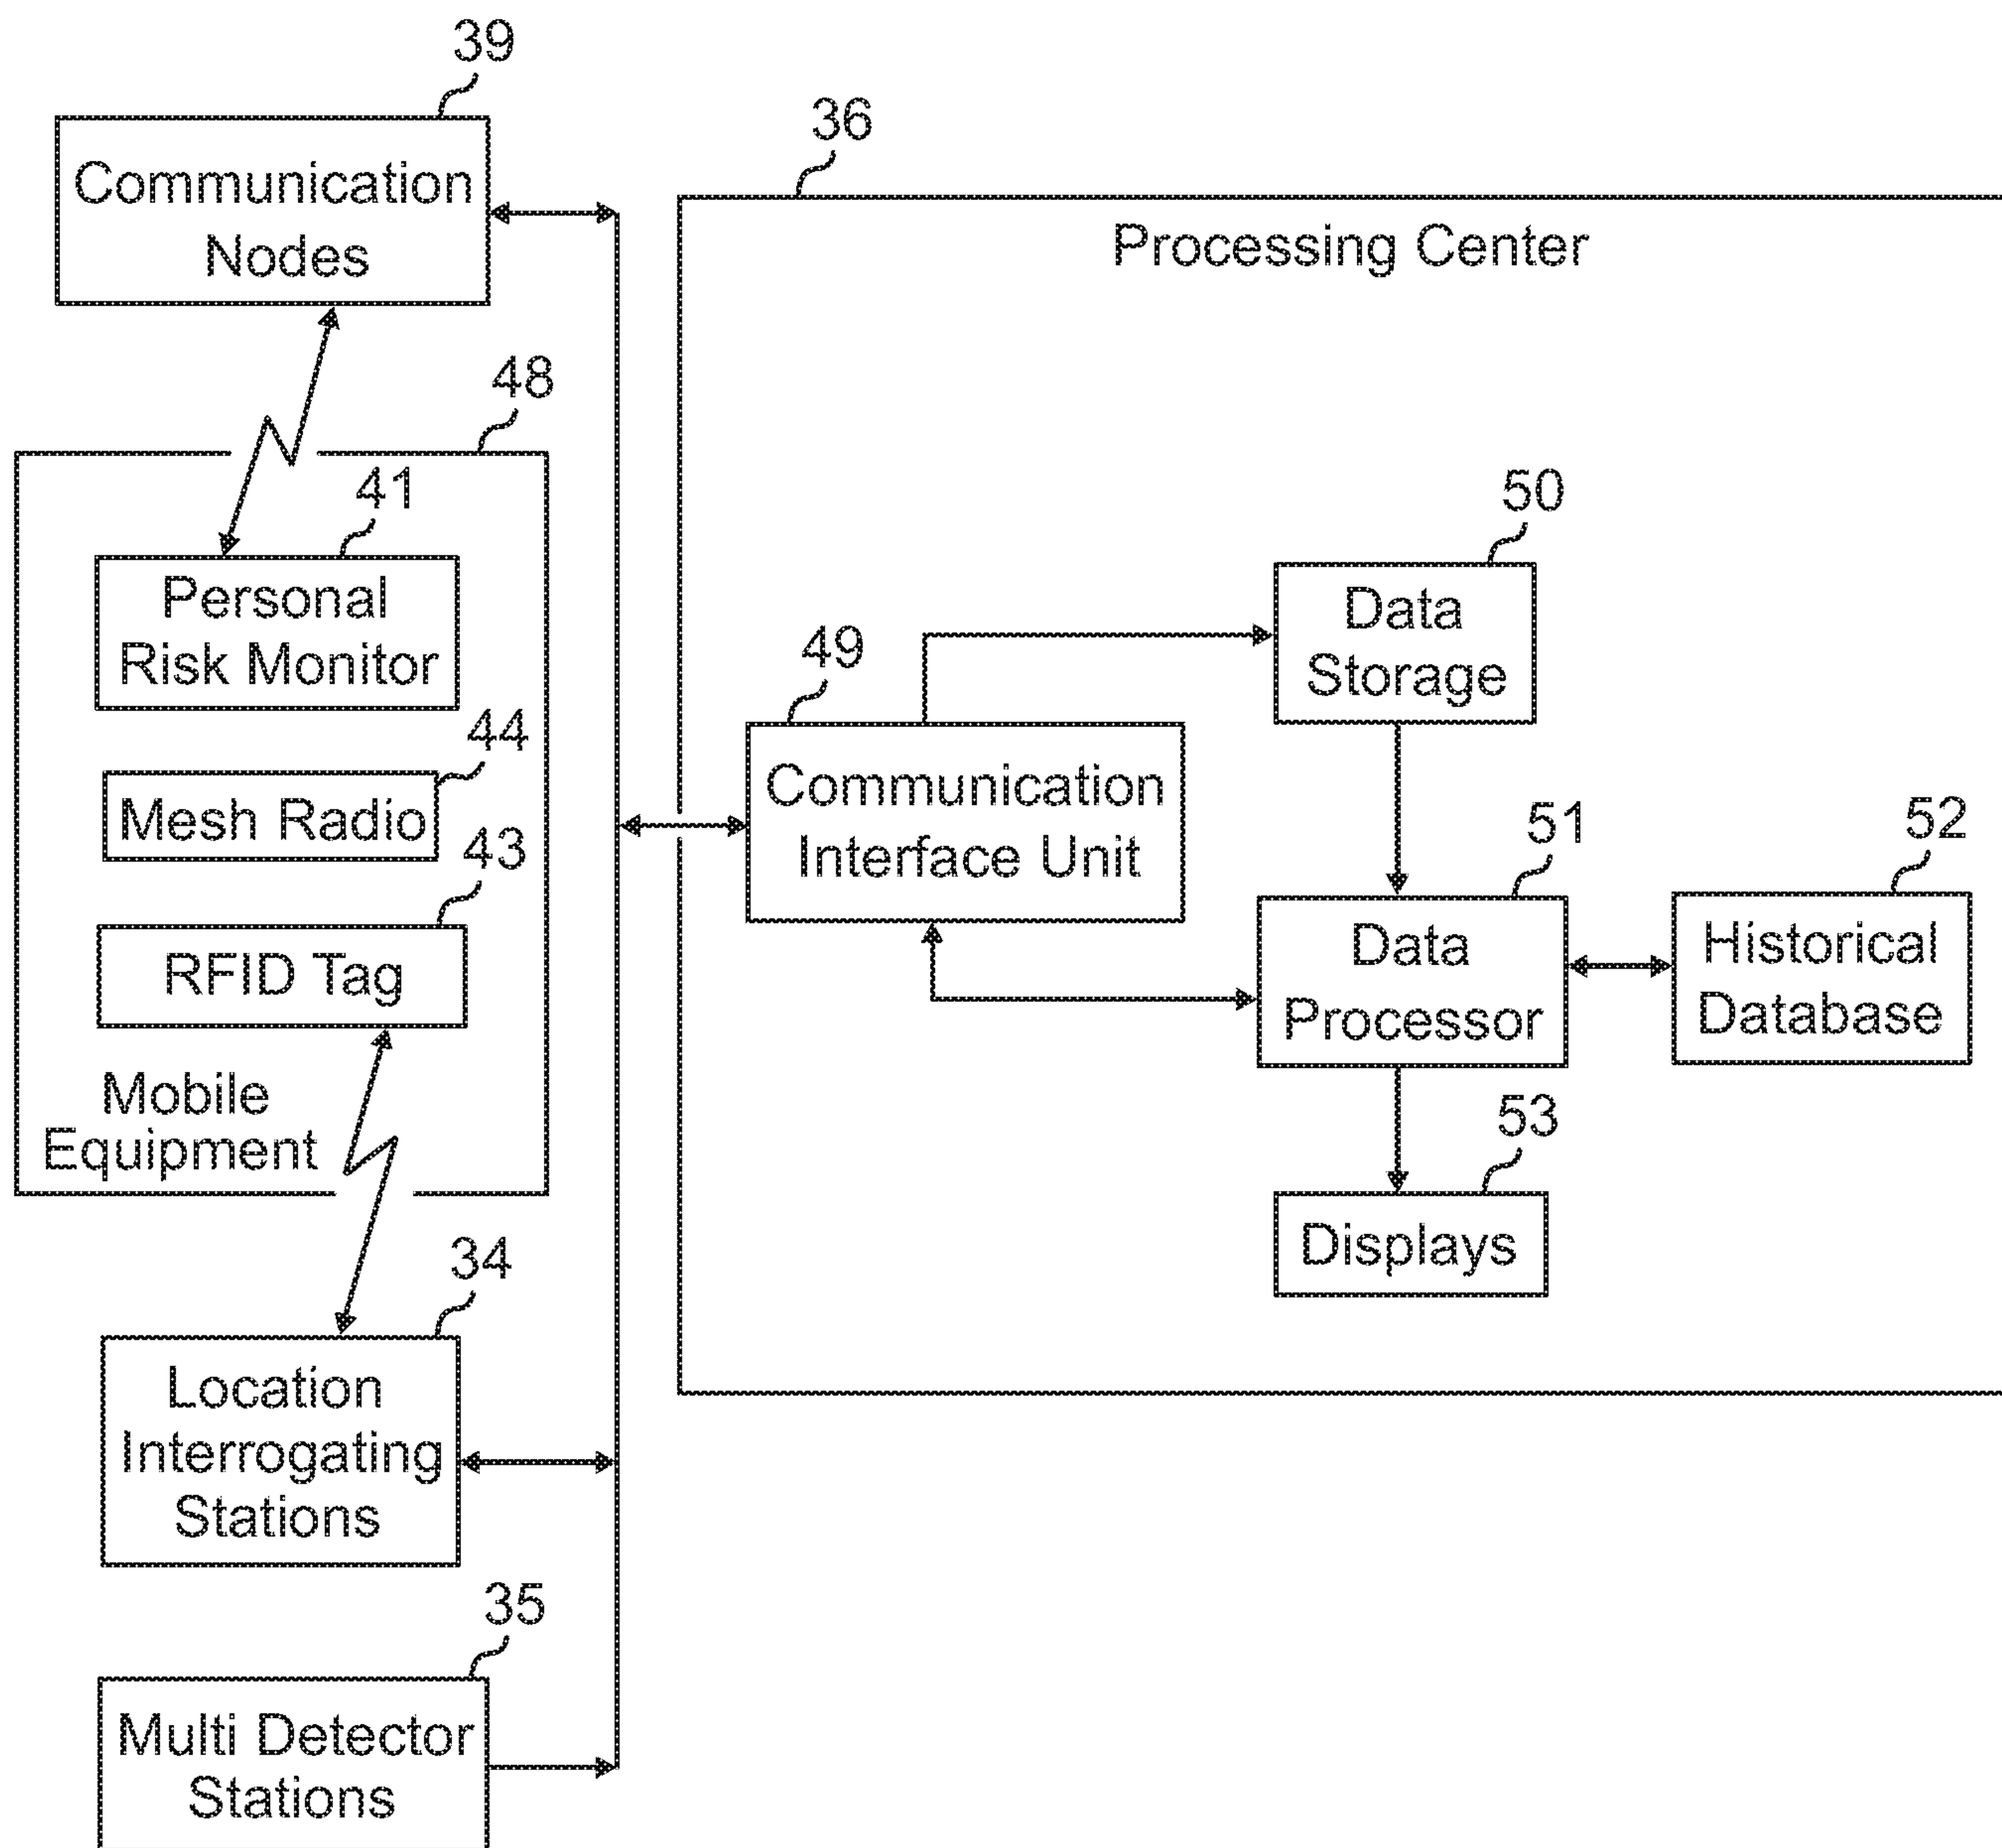 39
Communication
Nodes
48
41
Personal
Risk Monitor
44
Mesh Radio
43
RFID Tag
Mobile
Equipment
34
Location
Interrogating
Stations
35
Multi Detector
Stations
36
Processing Center
50
Data
Storage
49
Communication
Interface Unit
51
Data
Processor
52
Historical
Database
53
Displays